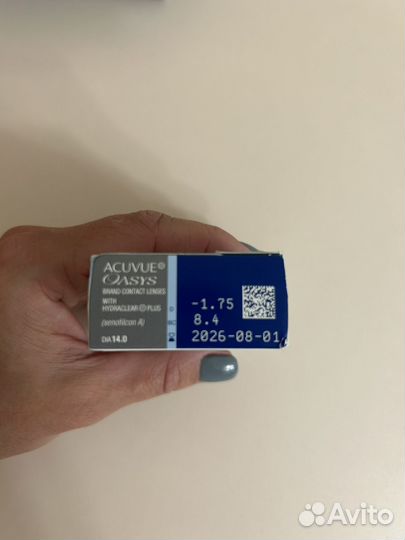 ACUVUE®
OASYS
BRAND CONTACT LENSES
WITH
HYDRACLEAR® PLUS
(senofilcon A)
DIA 14.0
D -1.75
BC 8.4
2026-08-01
Avito